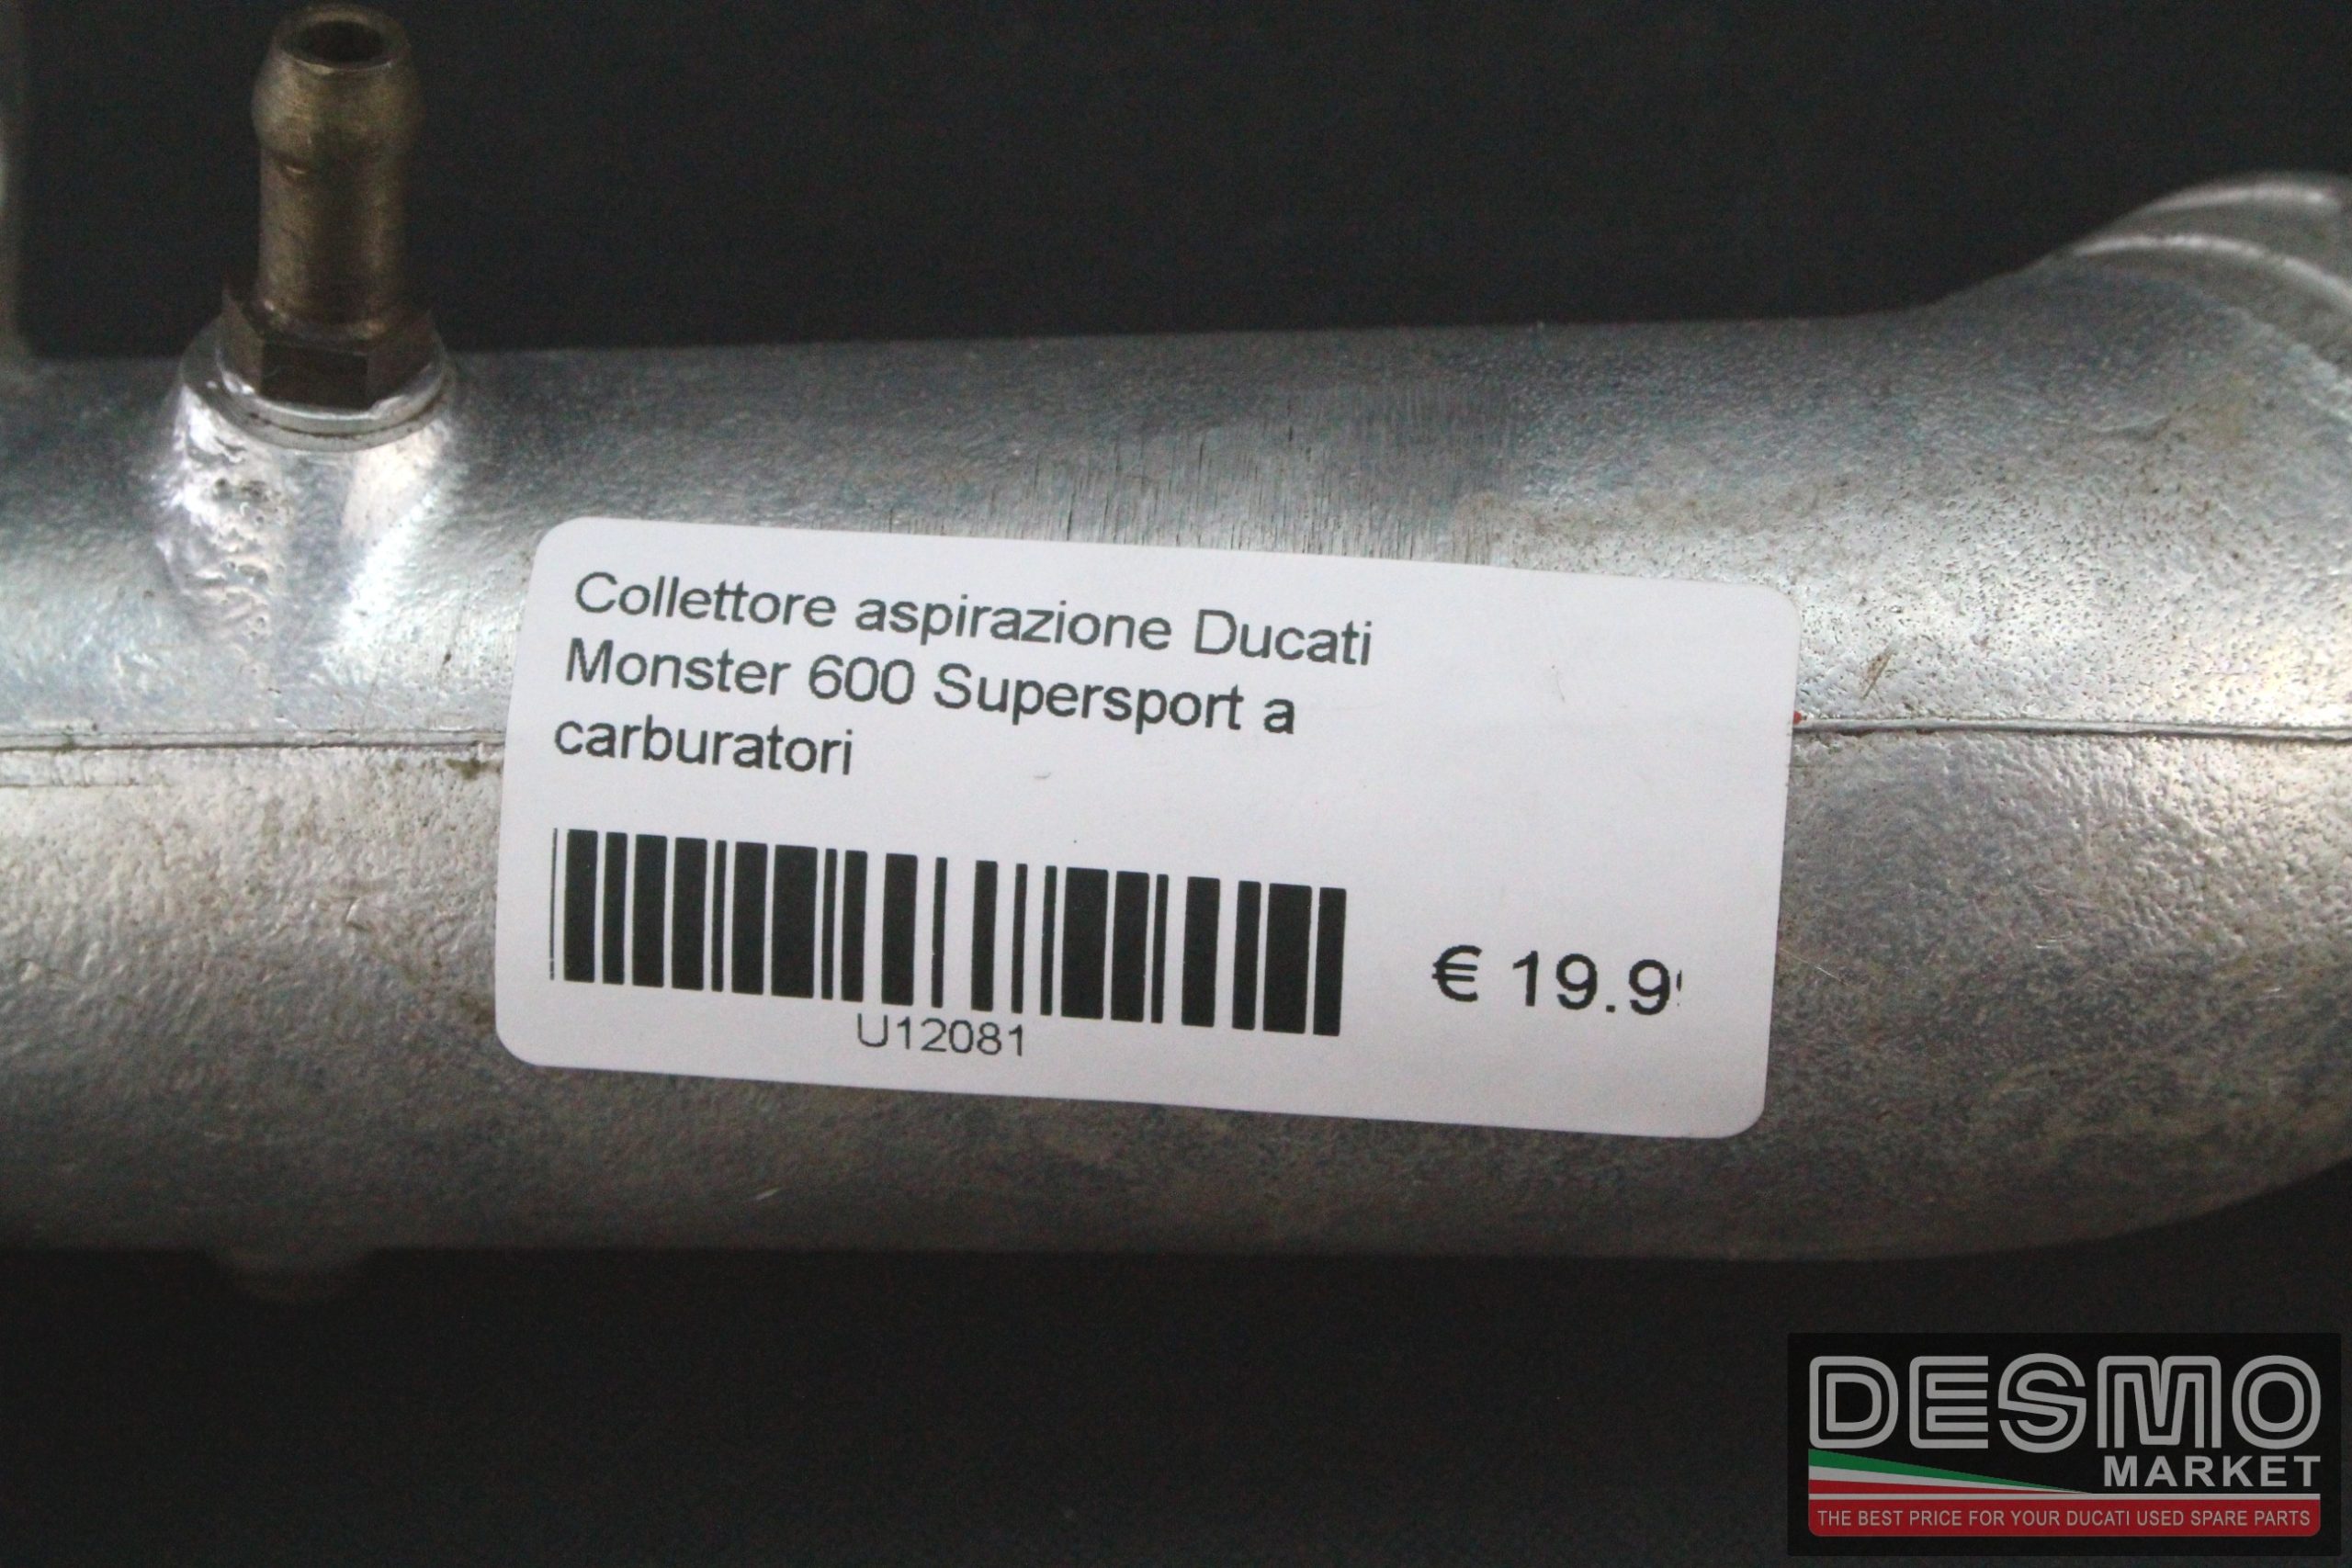 Collettore aspirazione Ducati
Monster 600 Supersport a
carburatori
€ 19.9
U12081
DESMO
MARKET
THE BEST PRICE FOR YOUR DUCATI USED SPARE PARTS